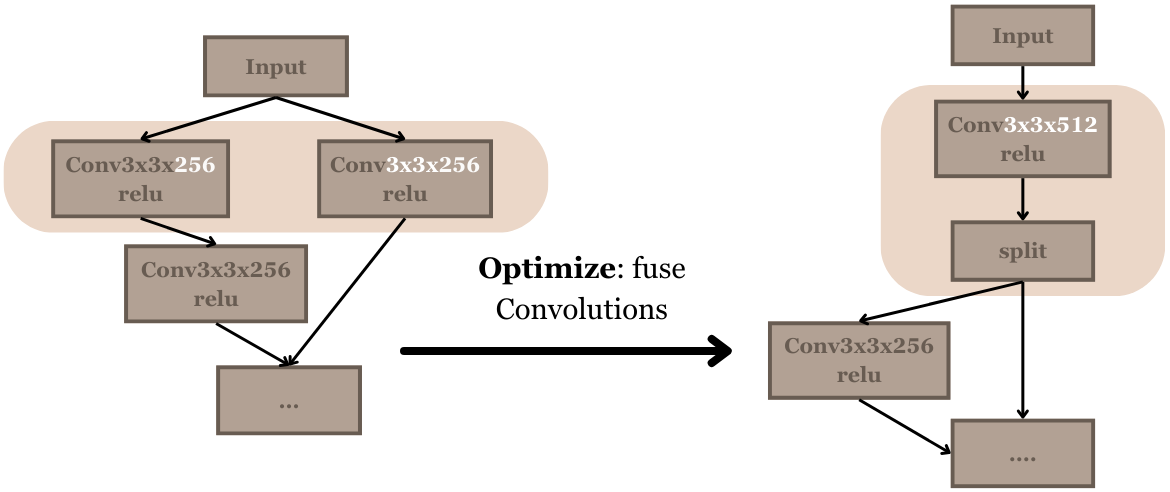 Input
Conv3x3x256
relu
Conv3x3x256
relu
Conv3x3x256
relu
...
Optimize: fuse
Convolutions
Input
Conv3x3x512
relu
split
Conv3x3x256
relu
....